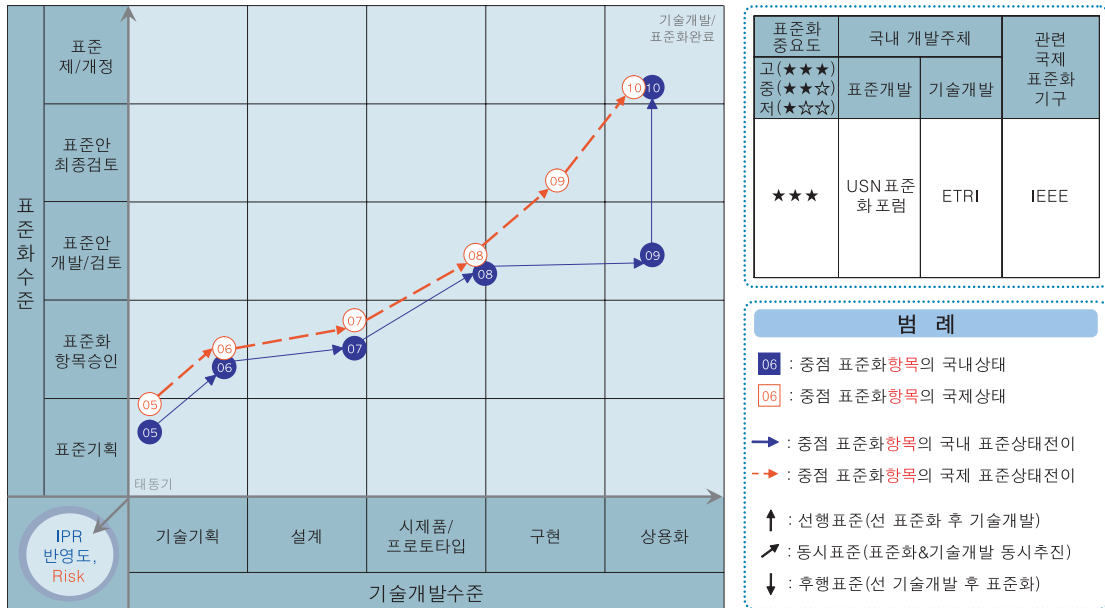 표준화수준
표준
제/개정
표준안
최종검토
표준안
개발/검토
표준화
항목승인
표준기획
기술개발/
표준화완료
10
10
09
09
08
08
07
07
06
06
05
05
태동기
IPR
반영도,
Risk
기술기획
설계
시제품/
프로토타입
구현
상용화
기술개발수준
표준화
중요도
고(★★★)
중(★★☆)
저(★☆☆)
국내 개발주체
표준개발
기술개발
관련
국제
표준화
기구
★★★
USN표준
화포럼
ETRI
IEEE
범 례
06 : 중점 표준화항목의 국내상태
06 : 중점 표준화항목의 국제상태
: 중점 표준화항목의 국내 표준상태전이
: 중점 표준화항목의 국제 표준상태전이
: 선행표준(선 표준화 후 기술개발)
: 동시표준(표준화&기술개발 동시추진)
: 후행표준(선 기술개발 후 표준화)